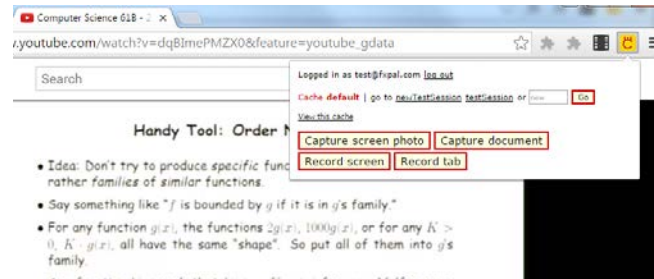 Computer Science 61B - 2
.youtube.com/watch?v=dqBImePMZX0&feature=youtube_gdata
Search
Logged in as test@fxpal.com log out
Cache default | go to newTestSession testSession or new Go
View this cache
Capture screen photo Capture document
Record screen Record tab
Handy Tool: Order
• Idea: Don't try to produce specific func
rather families of similar functions.
• Say something like "f is bounded by g if it is in g's family."
• For any function g(x), the functions 2g(x), 1000g(x), or for any K >
0, K · g(x), all have the same "shape". So put all of them into g's
family.